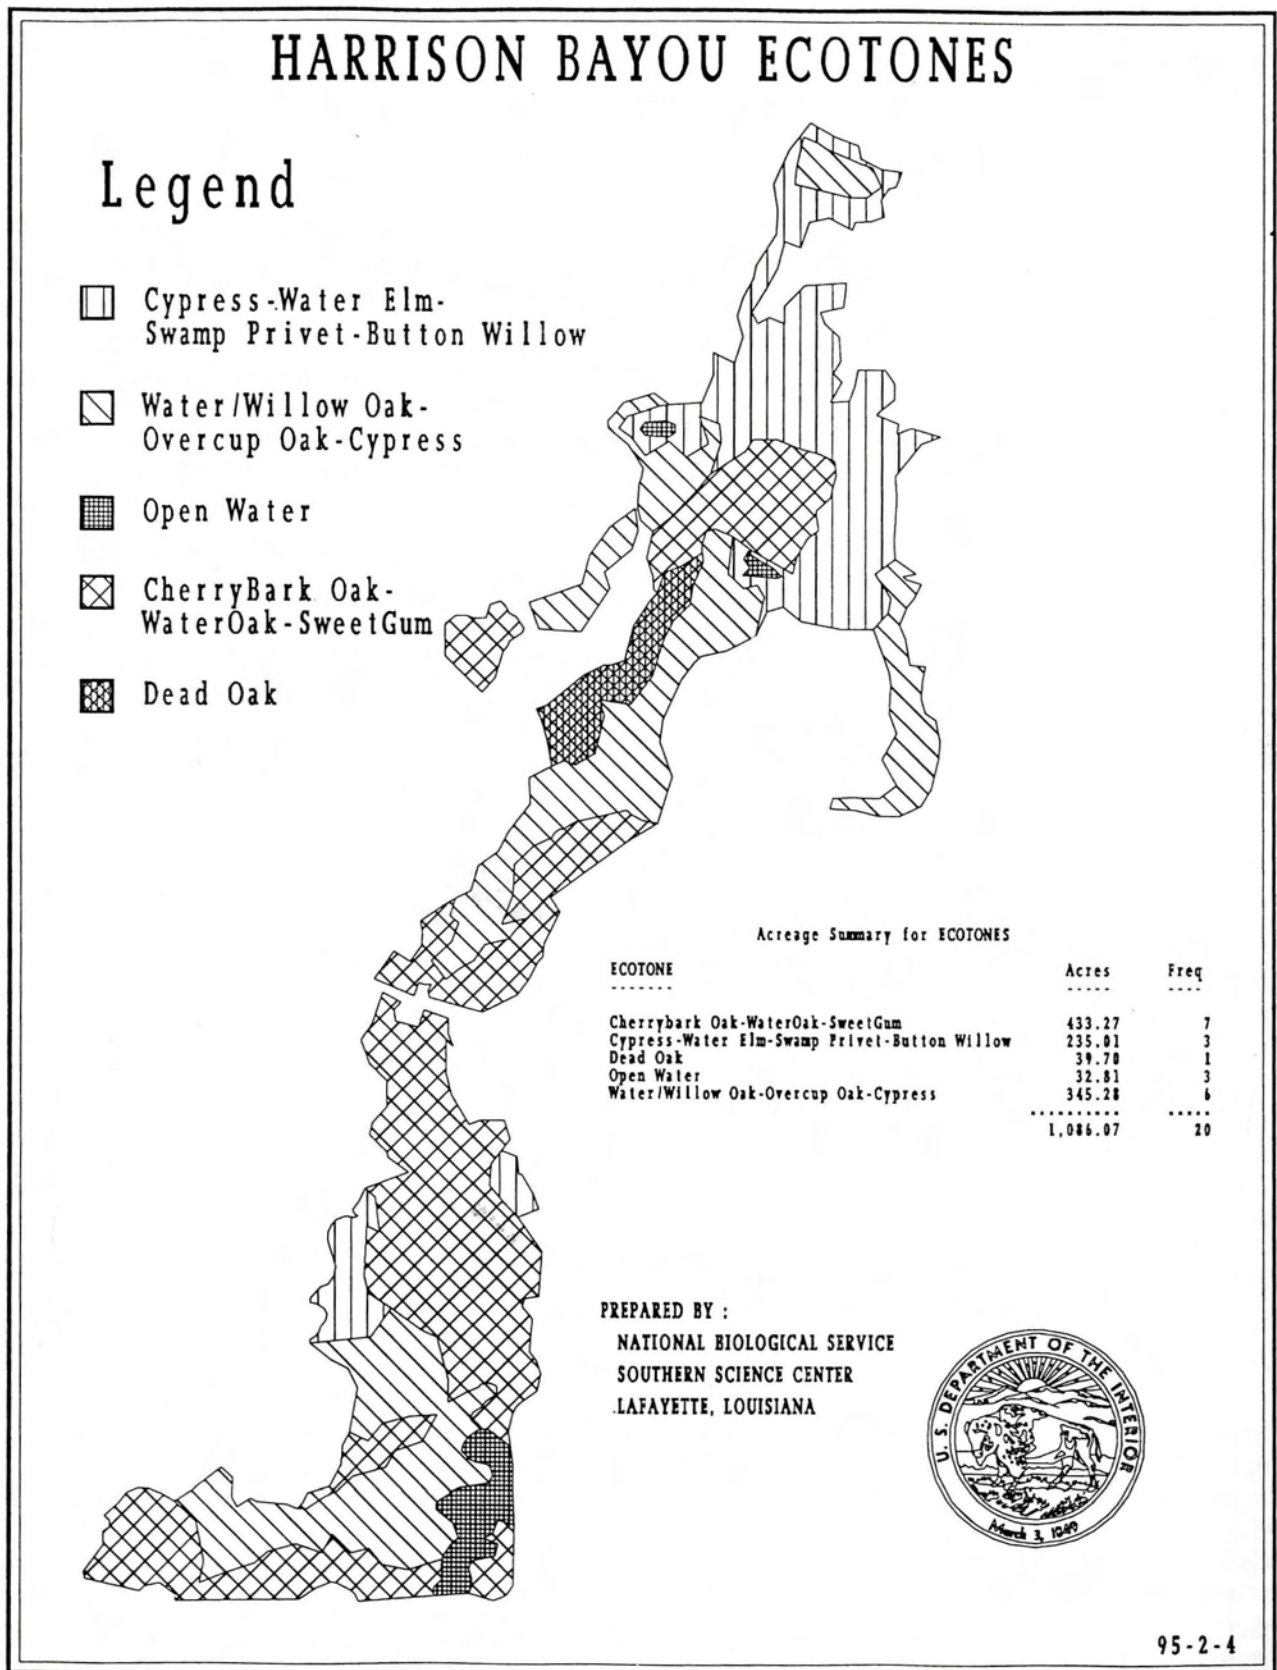 HARRISON BAYOU ECOTONES
Legend
Cypress-Water Elm-
Swamp Privet-Button Willow
Water/Willow Oak-
Overcup Oak-Cypress
Open Water
CherryBark Oak-
WaterOak-SweetGum
Dead Oak
Acreage Summary for ECOTONES
ECOTONE Acres Freq
------- ----- ----
Cherrybark Oak-WaterOak-SweetGum 433.27 7
Cypress-Water Elm-Swamp Privet-Button Willow 235.01 3
Dead Oak 39.70 1
Open Water 32.81 3
Water/Willow Oak-Overcup Oak-Cypress 345.28 6
1,086.07 20
PREPARED BY :
NATIONAL BIOLOGICAL SERVICE
SOUTHERN SCIENCE CENTER
LAFAYETTE, LOUISIANA
U. S. DEPARTMENT OF THE INTERIOR
March 3, 1849
95-2-4